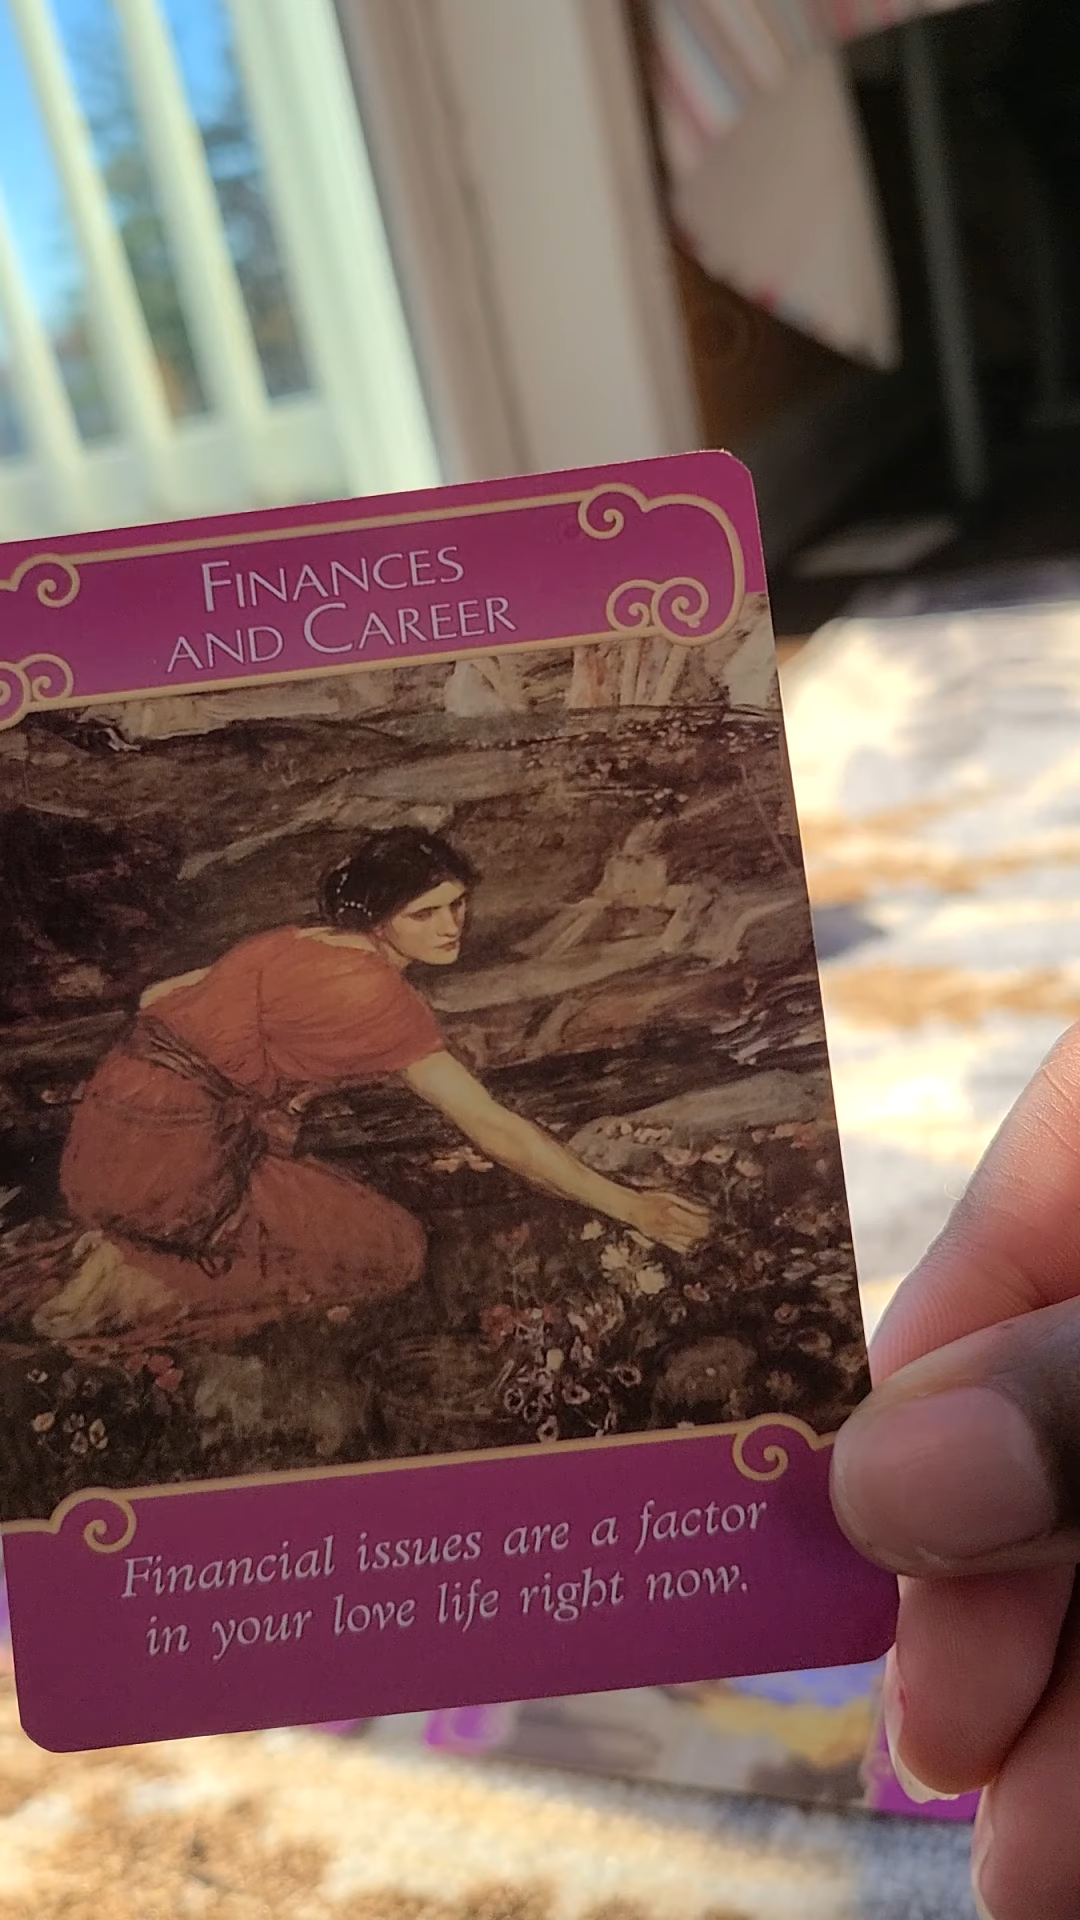 FINANCES
AND CAREER
Financial issues are a factor
in your love life right now.